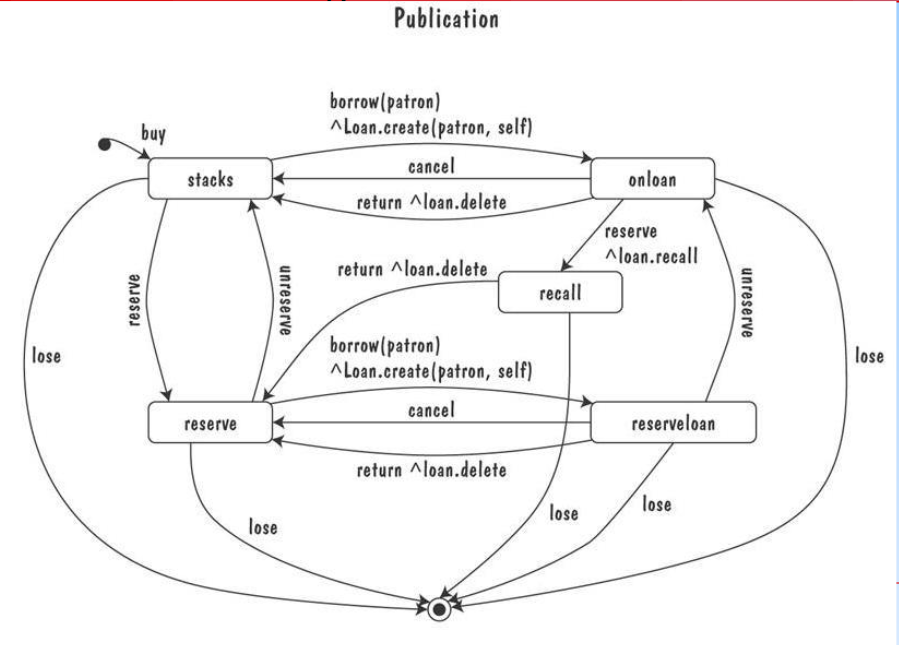 Publication
borrow(patron)
^Loan.create(patron, self)
buy
cancel
stacks
onloan
return ^loan.delete
reserve
^loan.recall
return ^loan.delete
recall
reserve
unreserve
unreserve
borrow(patron)
^Loan.create(patron, self)
lose
lose
cancel
reserve
reserveloan
return ^loan.delete
lose
lose
lose